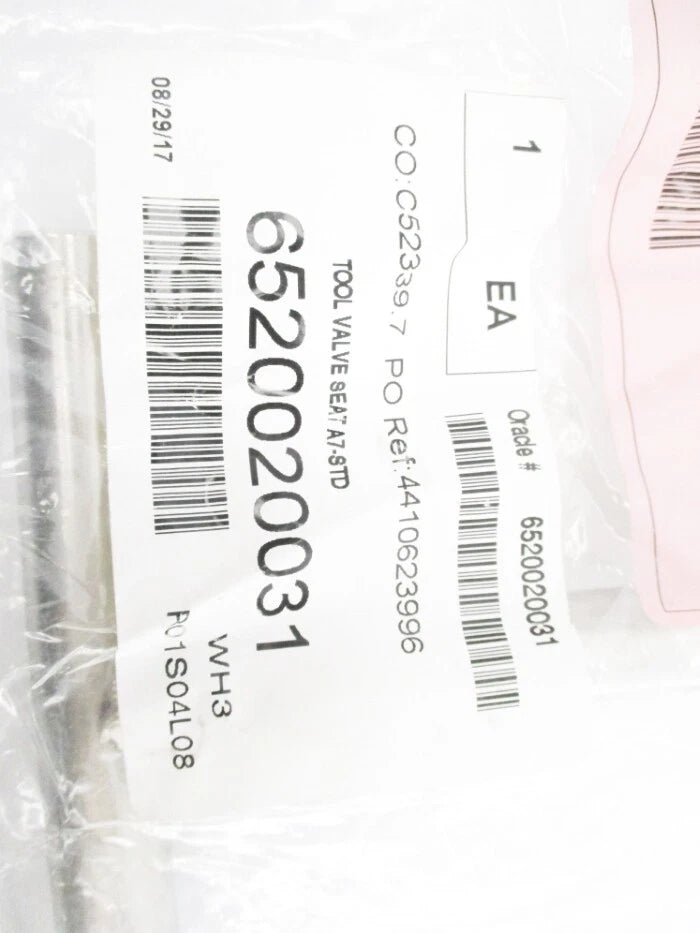 1 EA
Oracle # 6520020031
CO:C52339.7 PO Ref:4410623996
TOOL VALVE SEAT A7-STD
6520020031
08/29/17
WH3
P01S04L08